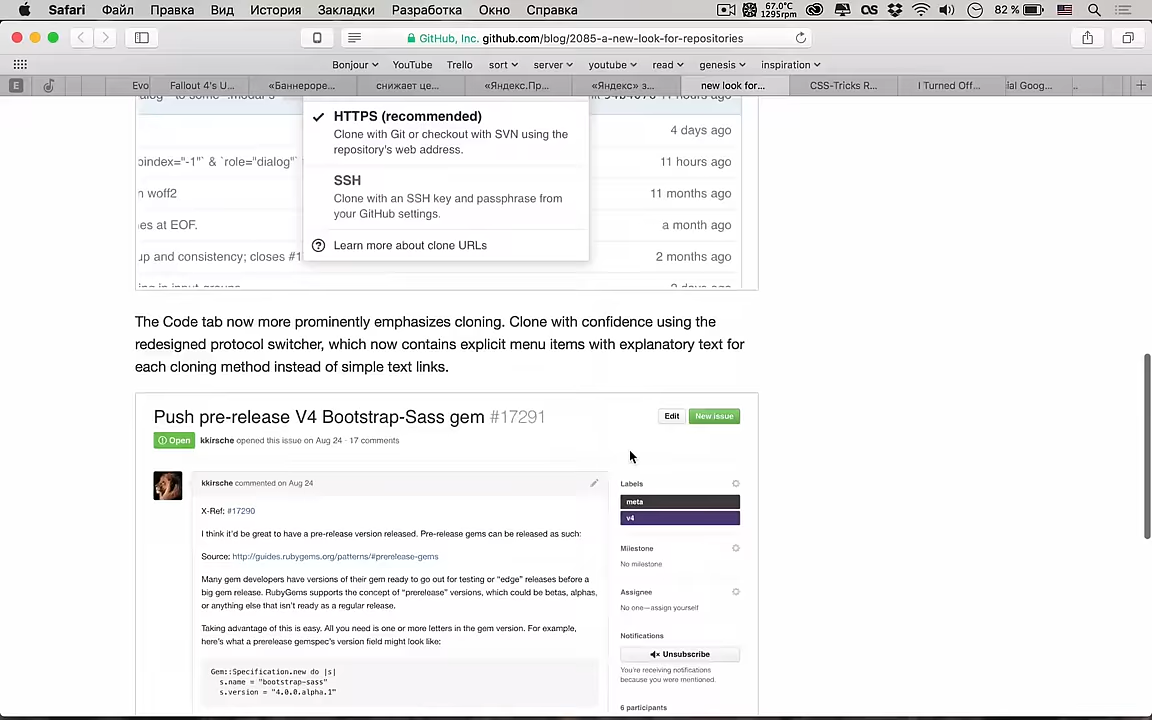 Safari Файл Правка Вид История Закладки Разработка Окно Справка 67.0°C 1295rpm 82 %
GitHub, Inc. github.com/blog/2085-a-new-look-for-repositories
Bonjour YouTube Trello sort server youtube read genesis inspiration
E Evo Fallout 4's U... «Баннероре... снижает це... «Яндекс.Пр... «Яндекс» з... new look for... CSS-Tricks R... I Turned Off... ial Goog...
HTTPS (recommended)
Clone with Git or checkout with SVN using the
repository's web address.
SSH
Clone with an SSH key and passphrase from
your GitHub settings.
Learn more about clone URLs
4 days ago
pindex="-1"` & `role="dialog"` 11 hours ago
woff2 11 months ago
es at EOF. a month ago
up and consistency; closes #1 2 months ago
The Code tab now more prominently emphasizes cloning. Clone with confidence using the
redesigned protocol switcher, which now contains explicit menu items with explanatory text for
each cloning method instead of simple text links.
Push pre-release V4 Bootstrap-Sass gem #17291 Edit New issue
Open kkirsche opened this issue on Aug 24 · 17 comments
kkirsche commented on Aug 24
X-Ref: #17290
I think it'd be great to have a pre-release version released. Pre-release gems can be released as such:
Source: http://guides.rubygems.org/patterns/#prerelease-gems
Many gem developers have versions of their gem ready to go out for testing or "edge" releases before a
big gem release. RubyGems supports the concept of "prerelease" versions, which could be betas, alphas,
or anything else that isn't ready as a regular release.
Taking advantage of this is easy. All you need is one or more letters in the gem version. For example,
here's what a prerelease gemspec's version field might look like:
Gem::Specification.new do |s|
s.name = "bootstrap-sass"
s.version = "4.0.0.alpha.1"
Labels
meta
v4
Milestone
No milestone
Assignee
No one—assign yourself
Notifications
Unsubscribe
You're receiving notifications
because you were mentioned.
6 participants